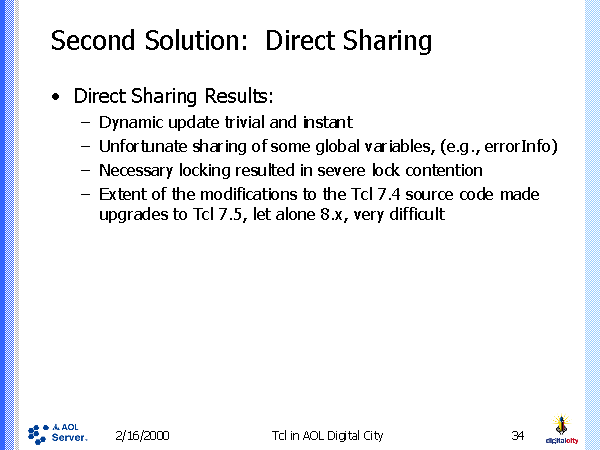 Second Solution:  Direct Sharing
• Direct Sharing Results:
– Dynamic update trivial and instant
– Unfortunate sharing of some global variables, (e.g., errorInfo)
– Necessary locking resulted in severe lock contention
– Extent of the modifications to the Tcl 7.4 source code made
upgrades to Tcl 7.5, let alone 8.x, very difficult
AOL
Server.
2/16/2000
Tcl in AOL Digital City
34
digitalcity